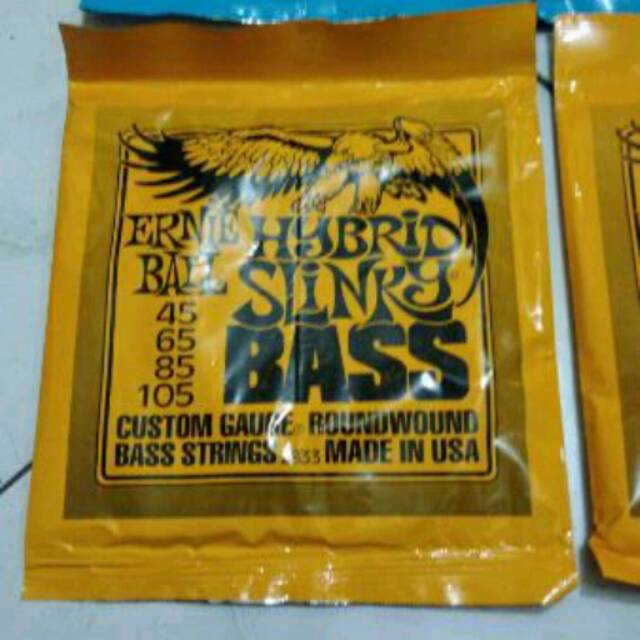 ERNIE BALL
HYBRID
SLINKY
BASS
45
65
85
105
CUSTOM GAUGE ROUNDWOUND
BASS STRINGS 2833 MADE IN USA